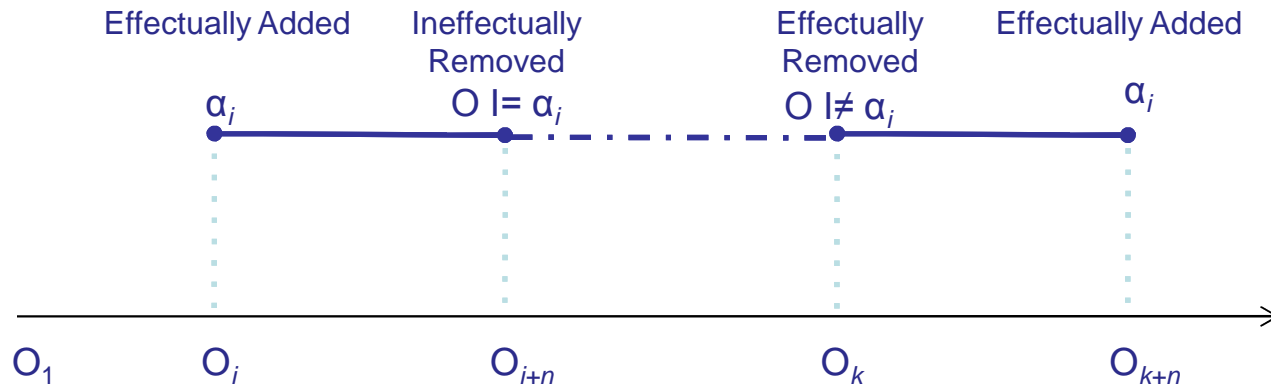 Effectually Added
Ineffectually
Removed
O l= αᵢ
Effectually
Removed
O l≠ αᵢ
Effectually Added
αᵢ
αᵢ
O₁
Oᵢ
Oᵢ₊ₙ
Oₖ
Oₖ₊ₙ